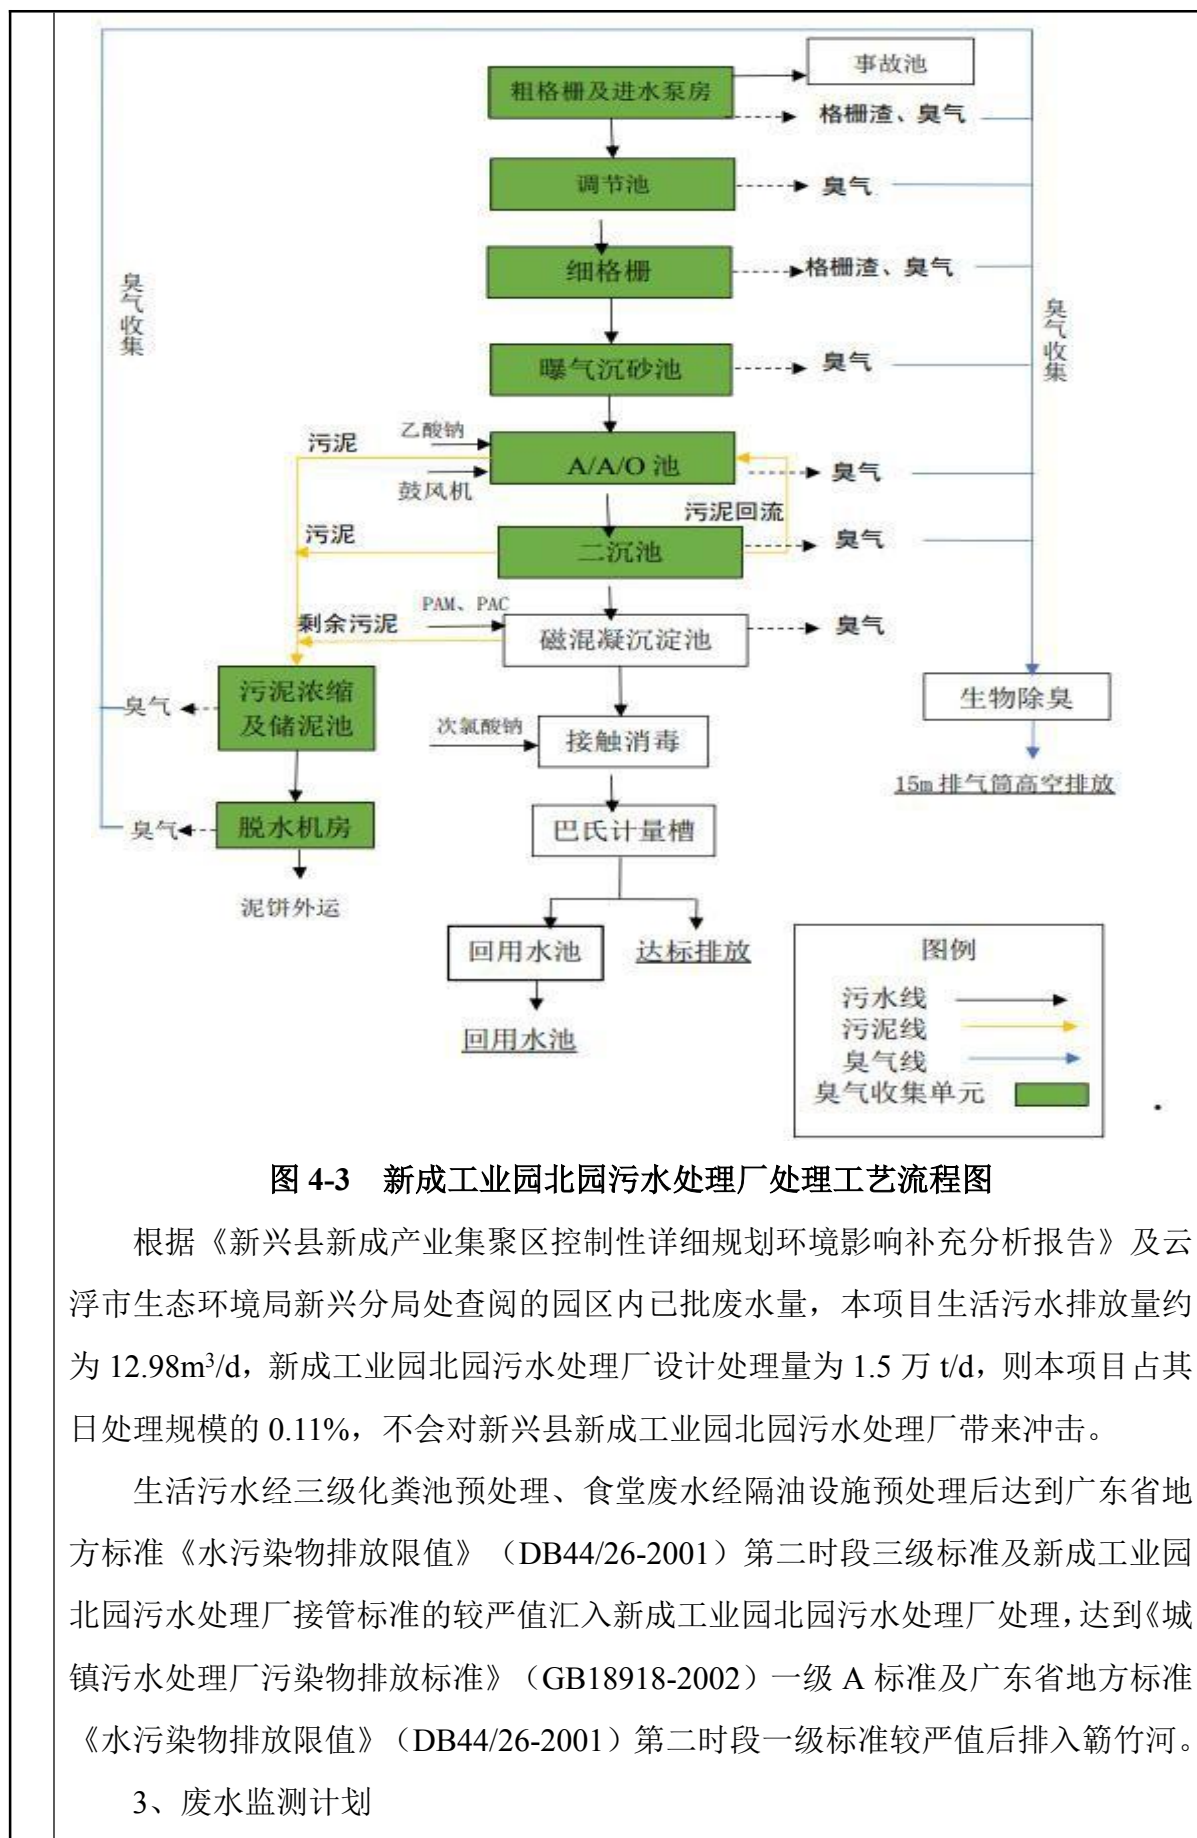 事故池
粗格栅及进水泵房
格栅渣、臭气
调节池
臭气
细格栅
格栅渣、臭气
臭气收集
臭气收集
曝气沉砂池
臭气
乙酸钠
污泥
A/A/O 池
臭气
鼓风机
污泥回流
污泥
二沉池
臭气
PAM、PAC
剩余污泥
磁混凝沉淀池
臭气
污泥浓缩
及储泥池
臭气
生物除臭
次氯酸钠
接触消毒
15m 排气筒高空排放
臭气
脱水机房
巴氏计量槽
泥饼外运
回用水池
达标排放
回用水池
图例
污水线
污泥线
臭气线
臭气收集单元
图 4-3 新成工业园北园污水处理厂处理工艺流程图
根据《新兴县新成产业集聚区控制性详细规划环境影响补充分析报告》及云
浮市生态环境局新兴分局处查阅的园区内已批废水量，本项目生活污水排放量约
为 12.98m³/d，新成工业园北园污水处理厂设计处理量为 1.5 万 t/d，则本项目占其
日处理规模的 0.11%，不会对新兴县新成工业园北园污水处理厂带来冲击。
生活污水经三级化粪池预处理、食堂废水经隔油设施预处理后达到广东省地
方标准《水污染物排放限值》（DB44/26-2001）第二时段三级标准及新成工业园
北园污水处理厂接管标准的较严值汇入新成工业园北园污水处理厂处理，达到《城
镇污水处理厂污染物排放标准》（GB18918-2002）一级 A 标准及广东省地方标准
《水污染物排放限值》（DB44/26-2001）第二时段一级标准较严值后排入簕竹河。
3、废水监测计划